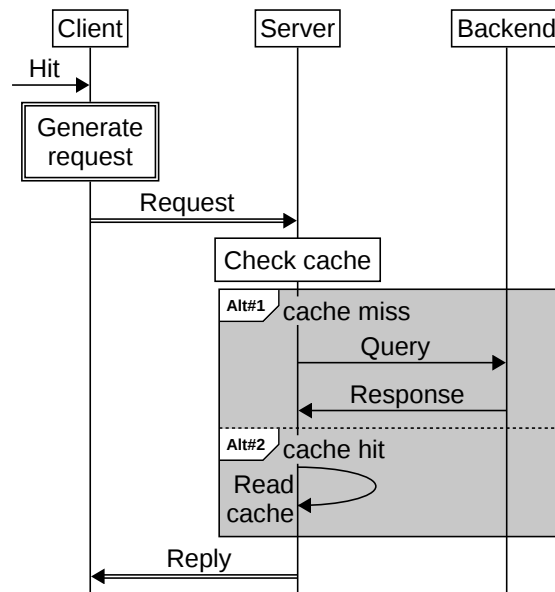 Client
Server
Backend
Hit
Generate
request
Request
Check cache
Alt#1
cache miss
Query
Response
Alt#2
cache hit
Read
cache
Reply